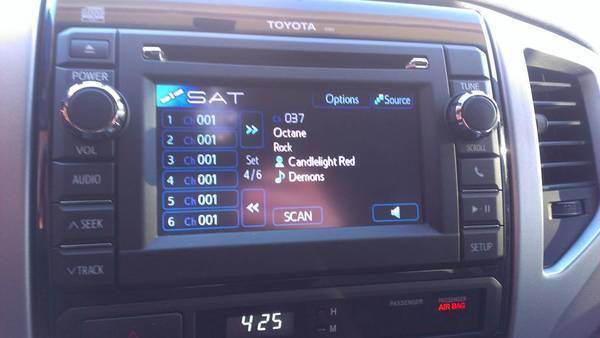 TOYOTA
POWER
VOL
AUDIO
SEEK
TRACK
SAT
Options
Source
1 Ch 001
2 Ch 001
3 Ch 001
4 Ch 001
5 Ch 001
6 Ch 001
Set
4/6
Ch 037
Octane
Rock
Candlelight Red
Demons
SCAN
TUNE
SCROLL
SETUP
4:25
H
M
PASSENGER
PASSENGER
AIR BAG